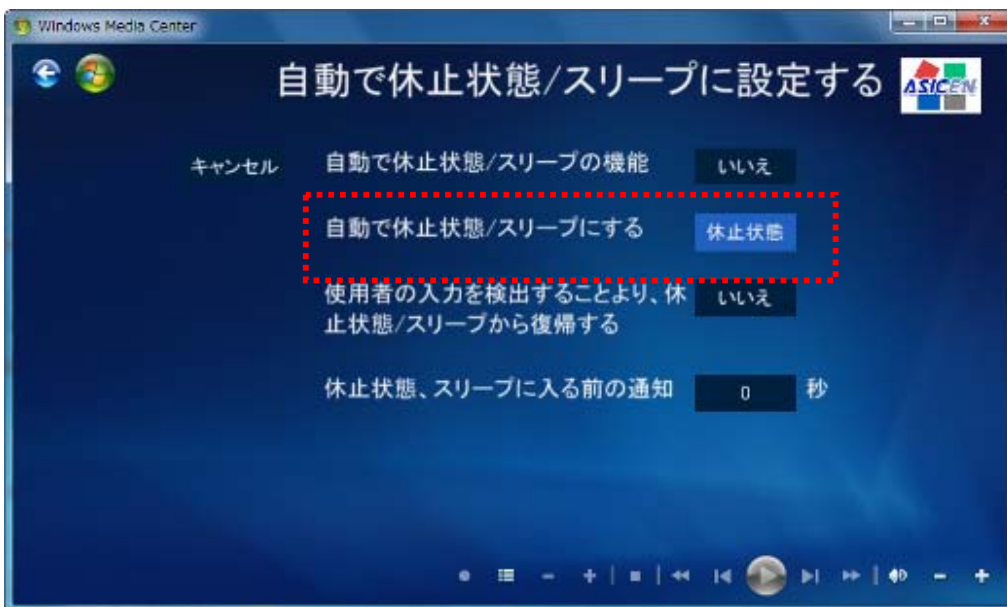 Windows Media Center
自動で休止状態/スリープに設定する
ASICEN
キャンセル
自動で休止状態/スリープの機能 いいえ
自動で休止状態/スリープにする 休止状態
使用者の入力を検出することより、休 いいえ
止状態/スリープから復帰する
休止状態、スリープに入る前の通知 0 秒